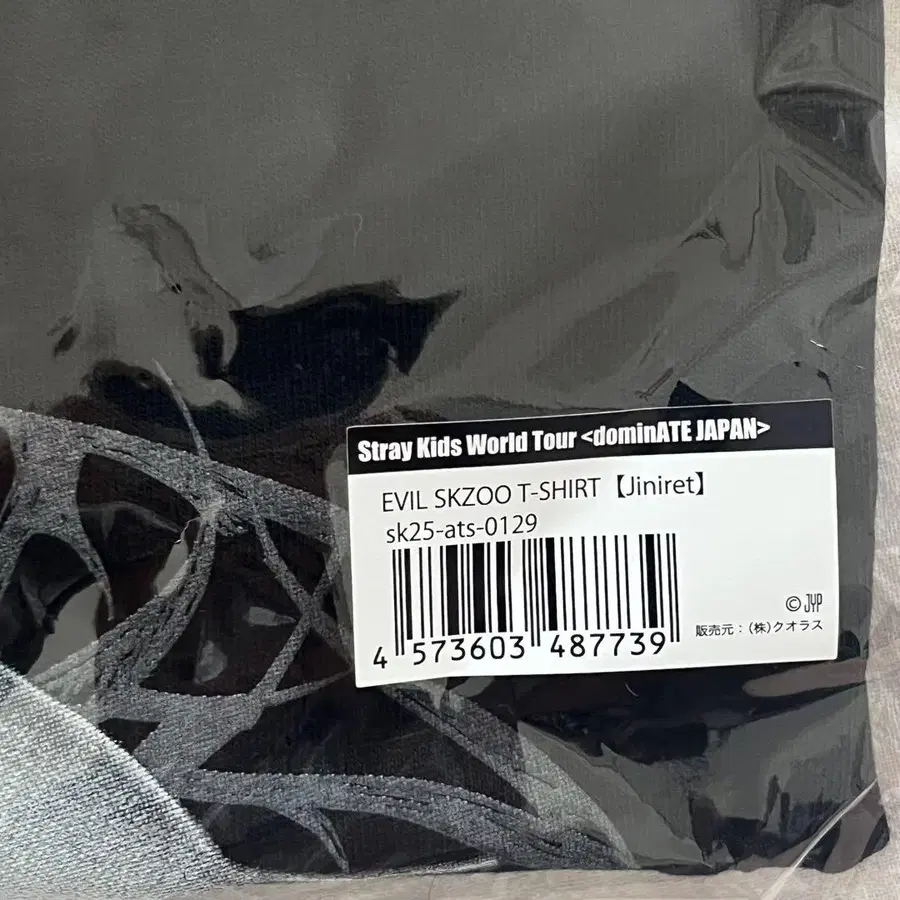 Stray Kids World Tour <dominATE JAPAN>
EVIL SKZOO T-SHIRT【Jiniret】
sk25-ats-0129
4 573603 487739
© JYP
販売元：（株）クオラス